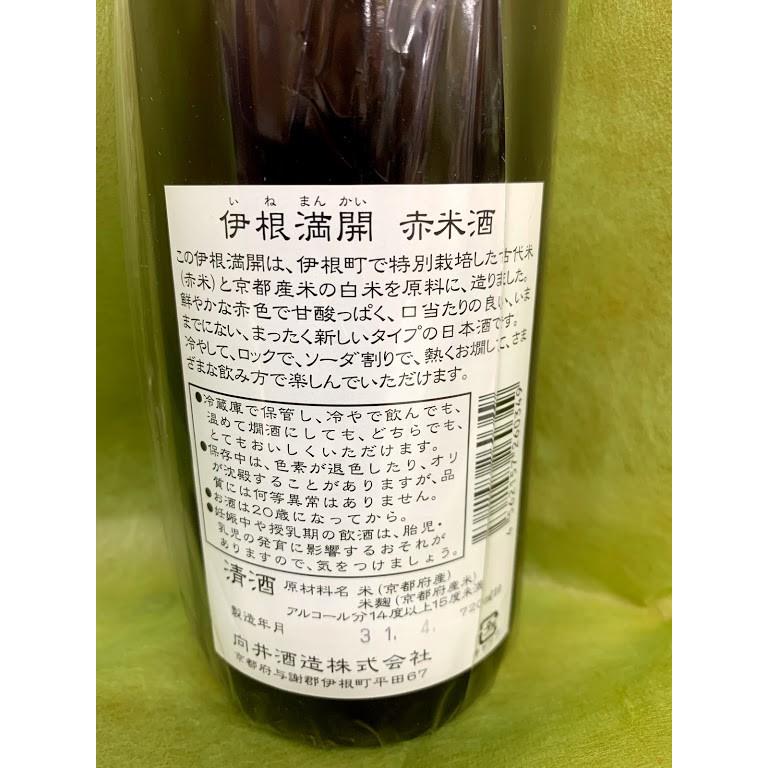 いねまんかい
伊根満開 赤米酒
この伊根満開は、伊根町で特別栽培した古代米
(赤米)と京都産米の白米を原料に、造りました。
鮮やかな赤色で甘酸っぱく、口当たりの良い、いま
までにない、まったく新しいタイプの日本酒です。
冷やして、ロックで、ソーダ割りで、熱くお燗して、さま
ざまな飲み方で楽しんでいただけます。
●冷蔵庫で保管し、冷やで飲んでも、
温めて燗酒にしても、どちらでも、
とてもおいしくいただけます。
●保存中は、色素が退色したり、オリ
が沈殿することがありますが、品
質には何等異常はありません。
●お酒は20歳になってから。
●妊娠中や授乳期の飲酒は、胎児・
乳児の発育に影響するおそれが
ありますので、気をつけましょう。
清酒 原材料名 米(京都府産)
米麹(京都府産米)
アルコール分14度以上15度未満
製造年月 31.4. 720
向井酒造株式会社
京都府与謝郡伊根町平田67